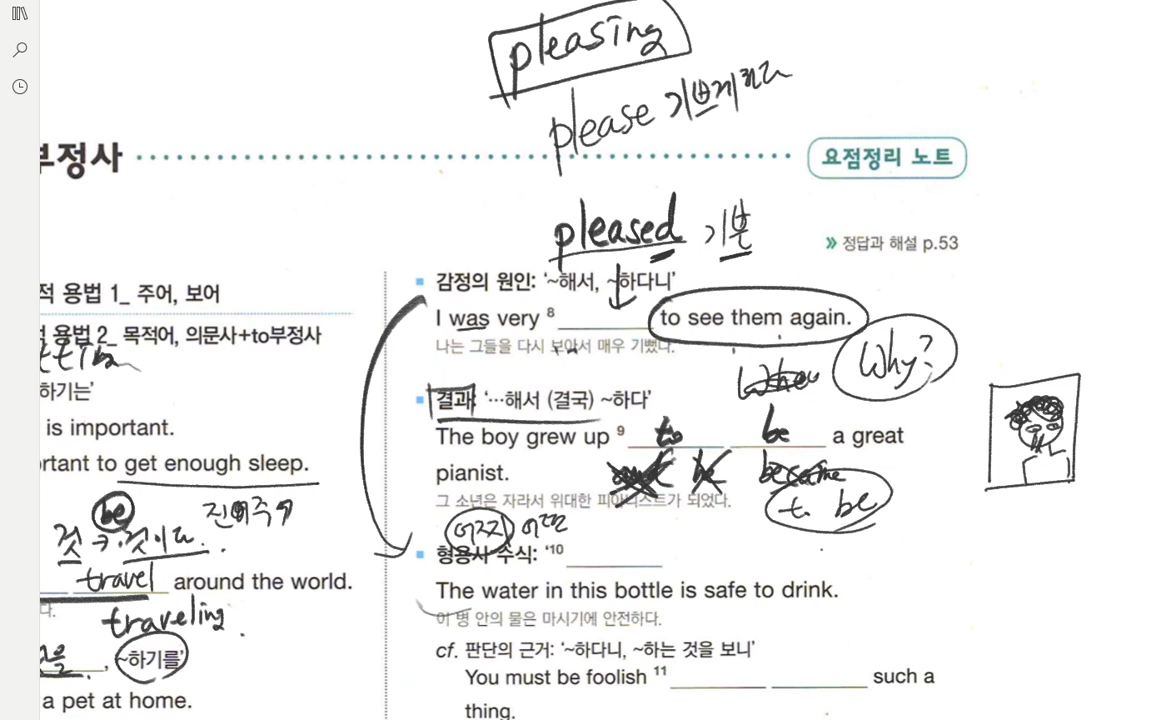 pleasing
please 기쁘게하다
부정사
요점정리 노트
pleased 기쁜
» 정답과 해설 p.53
적 용법 1_ 주어, 보어
용법 2_ 목적어, 의문사+to부정사
하기는’
is important.
rtant to get enough sleep.
be
것 것이다.
travel around the world.
다.
traveling.
, ~하기를’
a pet at home.
감정의 원인: ‘~해서, ~하다니’
I was very 8 ________ to see them again.
나는 그들을 다시 보아서 매우 기뻤다.
Why?
결과: ‘…해서 (결국) ~하다’
The boy grew up 9 to be a great
pianist.
be became
그 소년은 자라서 위대한 피아니스트가 되었다.
to be
형용사 수식: ‘10 ________
The water in this bottle is safe to drink.
이 병 안의 물은 마시기에 안전하다.
cf. 판단의 근거: ‘~하다니, ~하는 것을 보니’
You must be foolish 11 ________ ________ such a
thing.